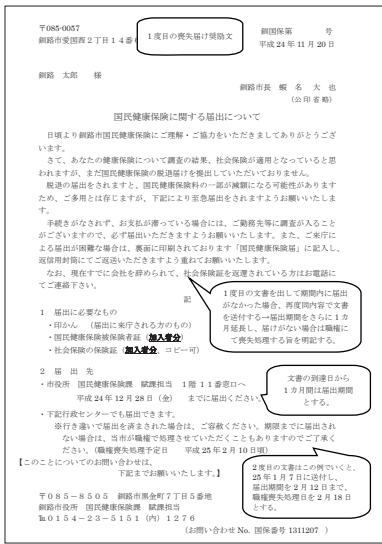 〒085-0057
釧路市愛国西2丁目14番
1度目の喪失届け奨励文
釧国保第　　　号
平成24年11月20日
釧路　太郎　様
釧路市長　蝦　名　大　也
(公印省略)
国民健康保険に関する届出について
日頃より釧路市国民健康保険にご理解・ご協力をいただきましてありがとうござ
います。
さて、あなたの健康保険について調査の結果、社会保険が適用となっていると思
われますが、まだ国民健康保険の脱退届けを提出していただいておりません。
脱退の届出をされますと、国民健康保険料の一部が減額になる可能性があります
ため、ご多用とは存じますが、下記により至急届出をされますようお願いいたしま
す。
手続きがなされず、お支払が滞っている場合には、ご勤務先等に調査が入ること
がございますので、必ず届出いただきますようお願いいたします。また、ご来庁に
よる届出が困難な場合は、裏面に印刷されております「国民健康保険届」に記入し、
返信用封筒にてご返送いただきますよう重ねてお願いいたします。
なお、現在すでに会社を辞められて、社会保険証を返還されている方はお電話に
てご連絡下さい。
記
1度目の文書を出して期間内に届出
がなかった場合、再度同内容で文書
を送付する→届出期間をさらに1カ
月延長し、届けがない場合は職権に
て喪失処理する旨を明記する。
1　届出に必要なもの
・印かん　(届出に来庁される方のもの)
・国民健康保険被保険者証(加入者分)
・社会保険の保険証(加入者分、コピー可)
2　届　出　先
・市役所　国民健康保険課　賦課担当　1階　11番窓口へ
平成24年12月28日(金)　までに届出ください。
文書の到達日から
1カ月間は届出期間
とする。
・下記行政センターでも届出できます。
※行き違いで届出を済まされた場合は、ご容赦ください。期限までに届出され
ない場合は、当市が職権で処理させていただくこともありますのでご了承く
ださい。(職権喪失処理予定日　平成25年2月10日頃)
【このことについてのお問い合わせは、
下記までお願いいたします。】
2度目の文書はこの例でいくと、
25年1月7日に送付し、
届出期間を2月12日まで、
職権喪失処理日を2月18日
とする。
〒085-8505　釧路市黒金町7丁目5番地
釧路市役所　国民健康保険課　賦課担当
℡0154-23-5151(内)1276
(お問い合わせNo. 国保番号1311207　)